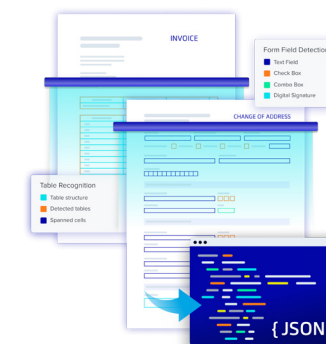 INVOICE
Form Field Detection
Text Field
Check Box
Combo Box
Digital Signature
CHANGE OF ADDRESS
Table Recognition
Table structure
Detected tables
Spanned cells
{ JSON